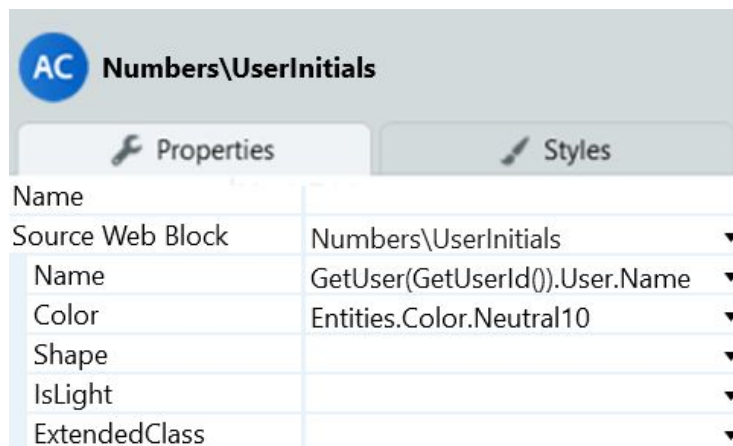 AC Numbers\UserInitials
Properties Styles
Name
Source Web Block Numbers\UserInitials
Name GetUser(GetUserId()).User.Name
Color Entities.Color.Neutral10
Shape
IsLight
ExtendedClass